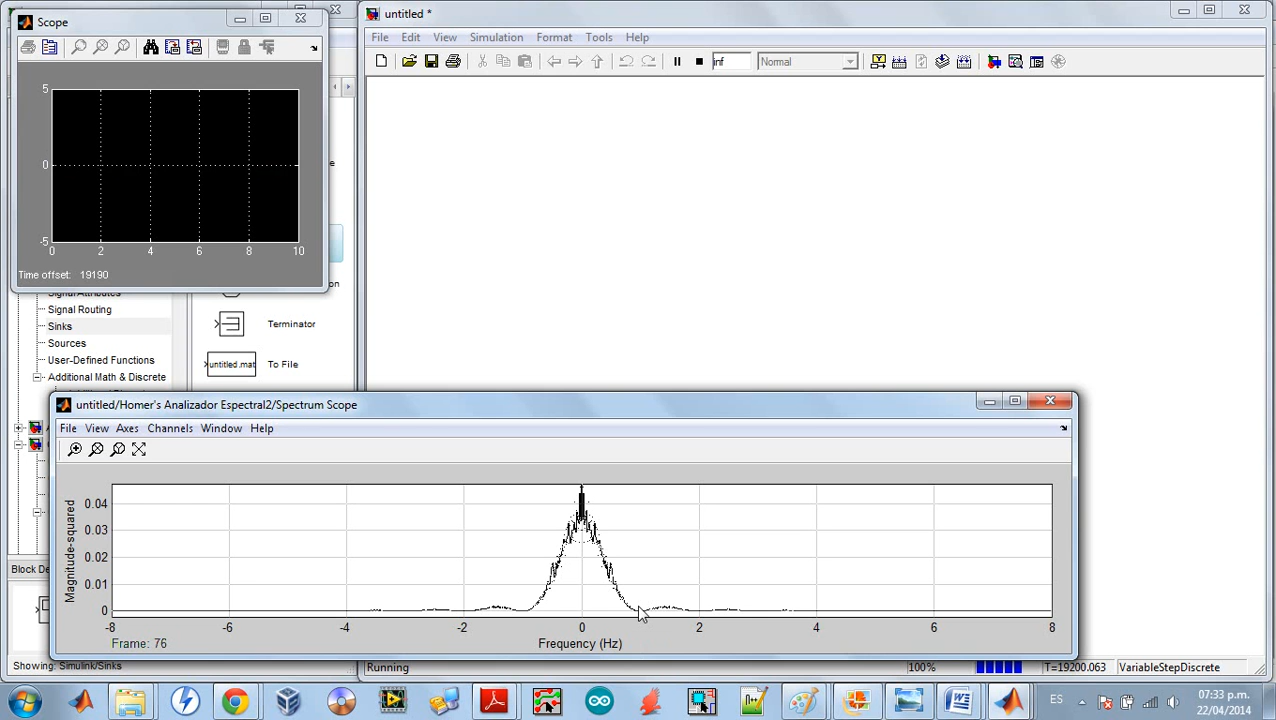 Scope
5
0
-5
0 2 4 6 8 10
Time offset: 19190
Signal Routing
Sinks
Sources
User-Defined Functions
Additional Math & Discrete
Terminator
untitled.mat
To File
Block De
Showing: Simulink/Sinks
untitled *
File Edit View Simulation Format Tools Help
inf
Normal
untitled/Homer's Analizador Espectral2/Spectrum Scope
File View Axes Channels Window Help
Magnitude-squared
0.04
0.03
0.02
0.01
0
-8 -6 -4 -2 0 2 4 6 8
Frame: 76
Frequency (Hz)
Running
100%
T=19200.063
VariableStepDiscrete
ES
07:33 p.m.
22/04/2014